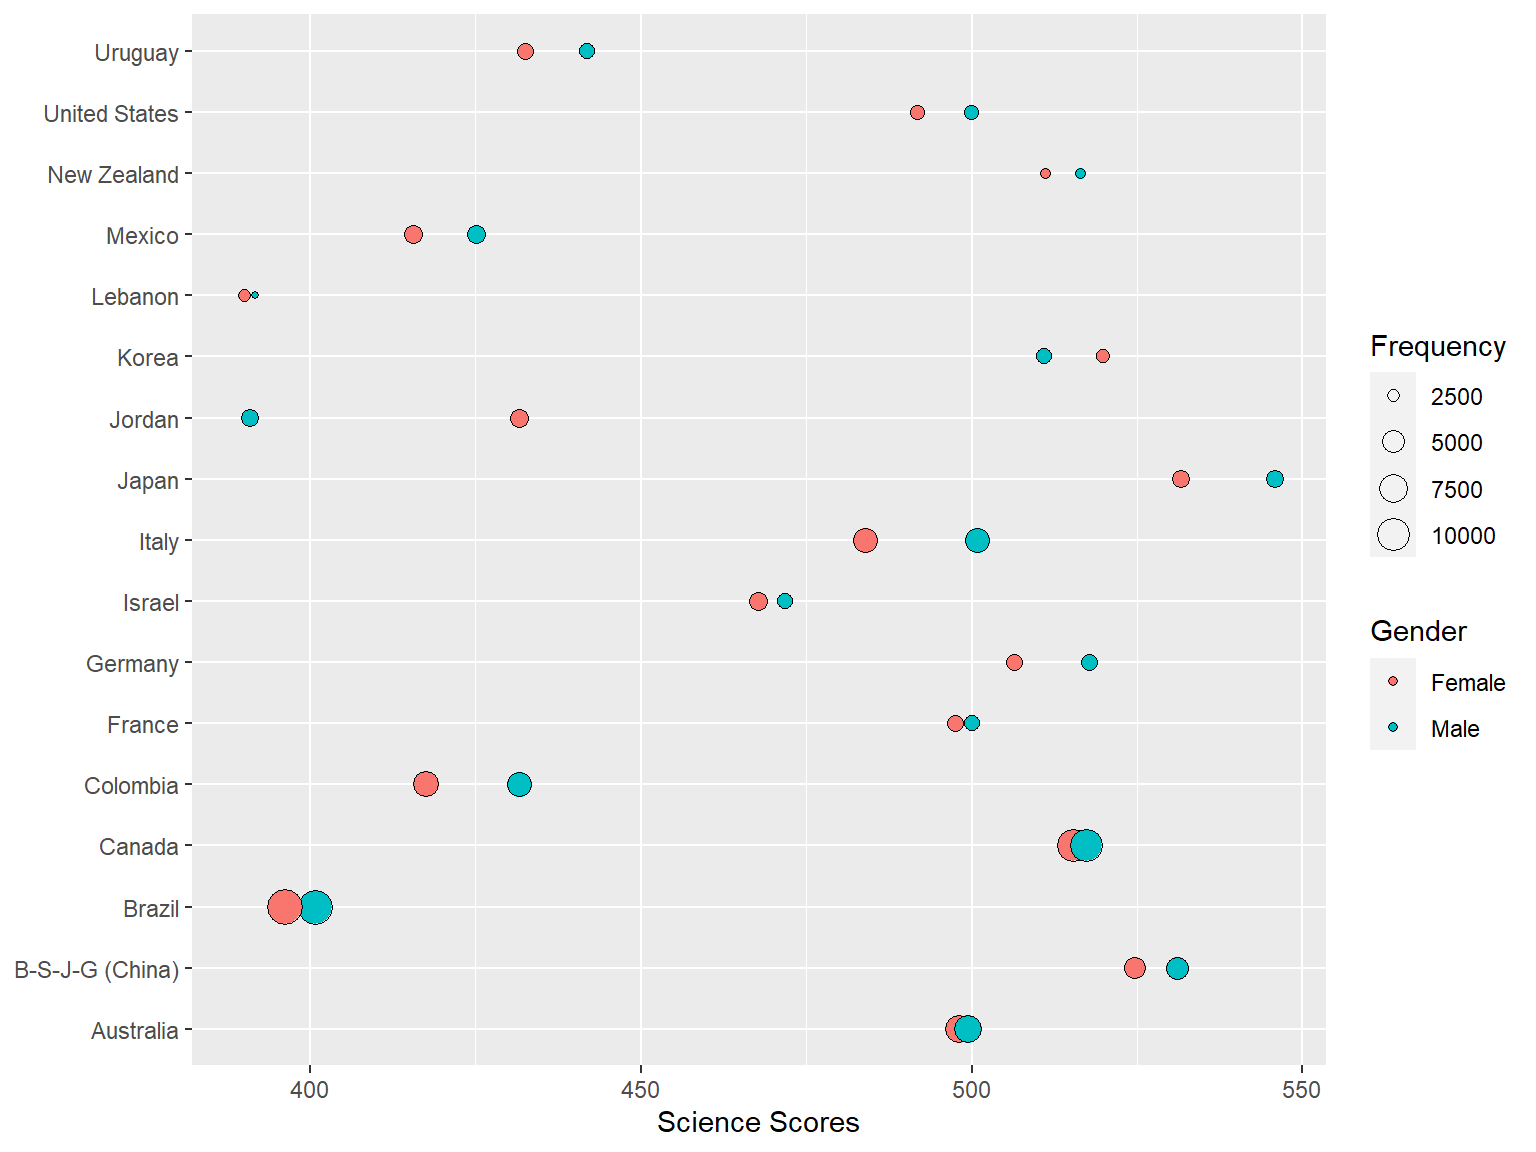 Uruguay
United States
New Zealand
Mexico
Lebanon
Korea
Jordan
Japan
Italy
Israel
Germany
France
Colombia
Canada
Brazil
B-S-J-G (China)
Australia
400 450 500 550
Science Scores
Frequency
2500
5000
7500
10000
Gender
Female
Male